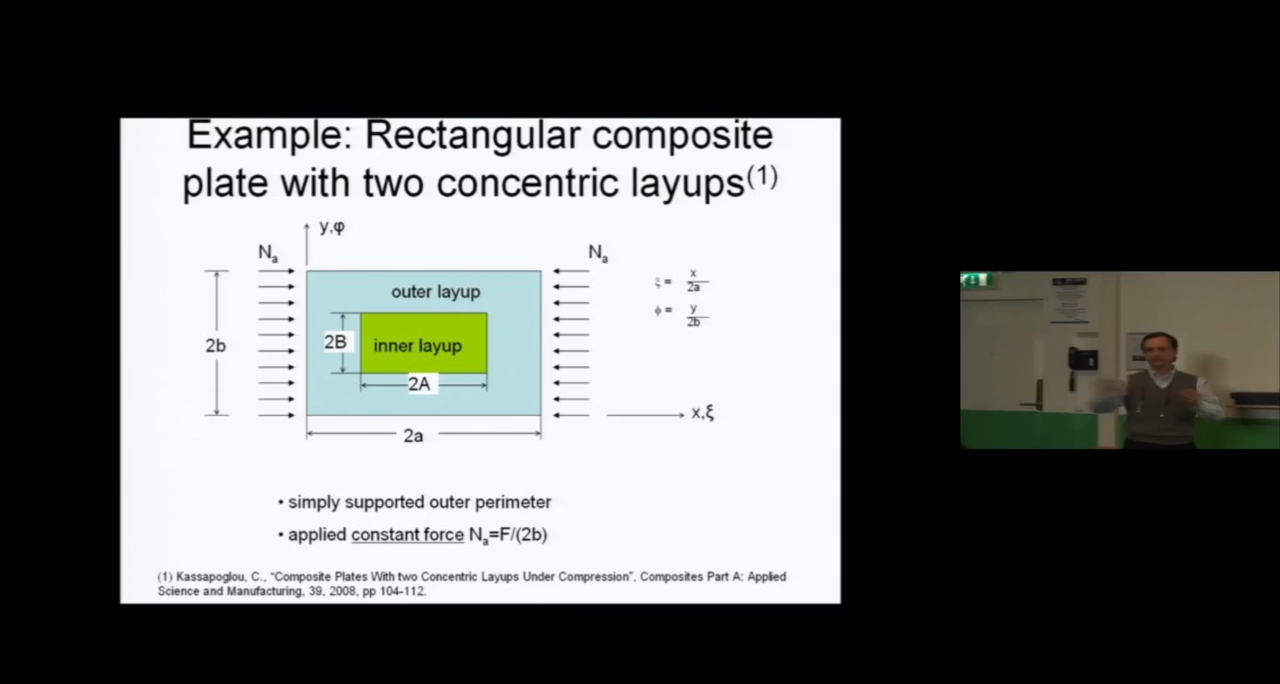 Example: Rectangular composite
plate with two concentric layups(1)
y,φ
Na
Na
outer layup
ξ = x/2a
ϕ = y/2b
2b
2B
inner layup
2A
x,ξ
2a
• simply supported outer perimeter
• applied constant force Na=F/(2b)
(1) Kassapoglou, C., "Composite Plates With two Concentric Layups Under Compression", Composites Part A: Applied
Science and Manufacturing, 39, 2008, pp 104-112.